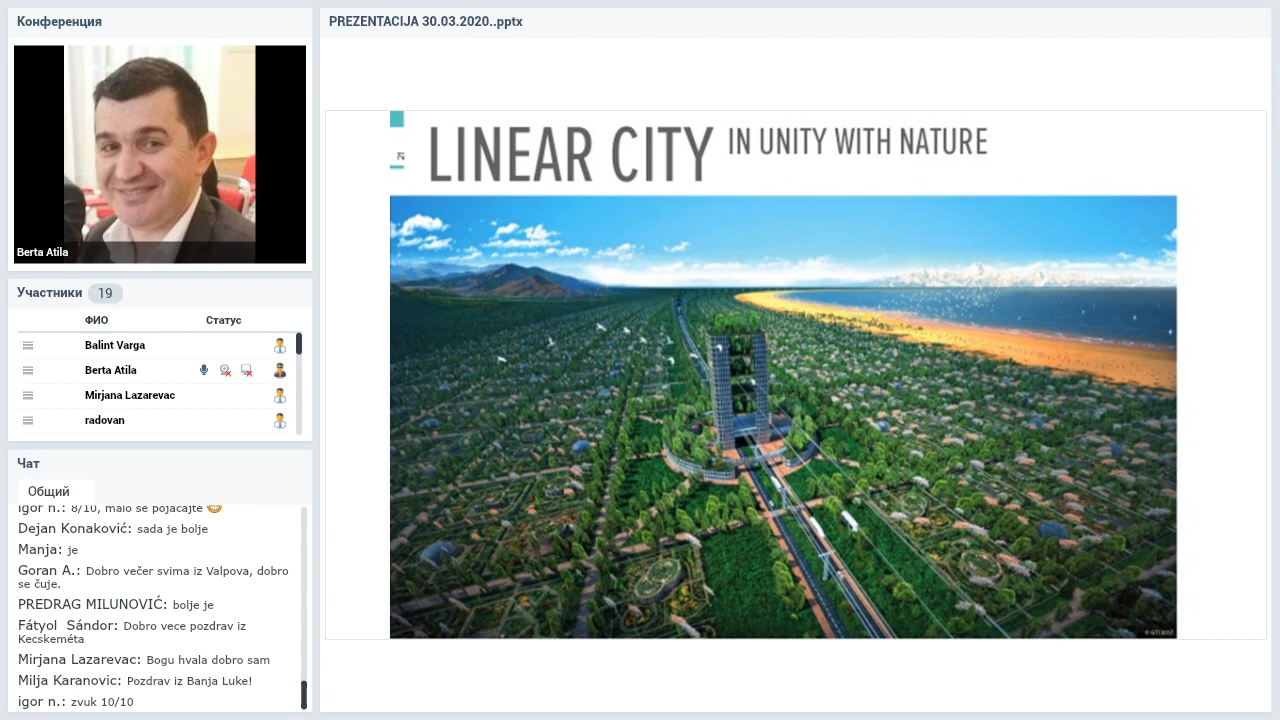 Конференция
Berta Atila
Участники 19
ФИО Статус
Balint Varga
Berta Atila
Mirjana Lazarevac
radovan
Чат
Общий
igor n.: 8/10, malo se pojacajte
Dejan Konaković: sada je bolje
Manja: je
Goran A.: Dobro večer svima iz Valpova, dobro
se čuje.
PREDRAG MILUNOVIĆ: bolje je
Fátyol Sándor: Dobro vece pozdrav iz
Kecskeméta
Mirjana Lazarevac: Bogu hvala dobro sam
Milja Karanovic: Pozdrav iz Banja Luke!
igor n.: zvuk 10/10
PREZENTACIJA 30.03.2020..pptx
21
LINEAR CITY IN UNITY WITH NATURE